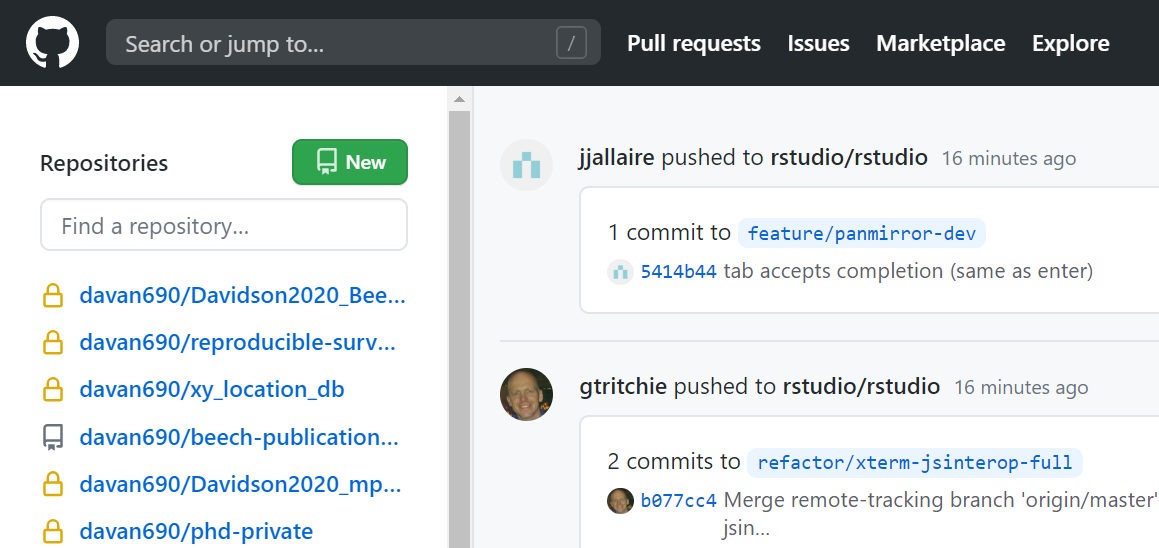 Search or jump to... /
Pull requests Issues Marketplace Explore
Repositories
New
Find a repository...
davan690/Davidson2020_Bee...
davan690/reproducible-surv...
davan690/xy_location_db
davan690/beech-publication...
davan690/Davidson2020_mp...
davan690/phd-private
jjallaire pushed to rstudio/rstudio 16 minutes ago
1 commit to feature/panmirror-dev
5414b44 tab accepts completion (same as enter)
gtritchie pushed to rstudio/rstudio 16 minutes ago
2 commits to refactor/xterm-jsinterop-full
b077cc4 Merge remote-tracking branch 'origin/master'
jsin...